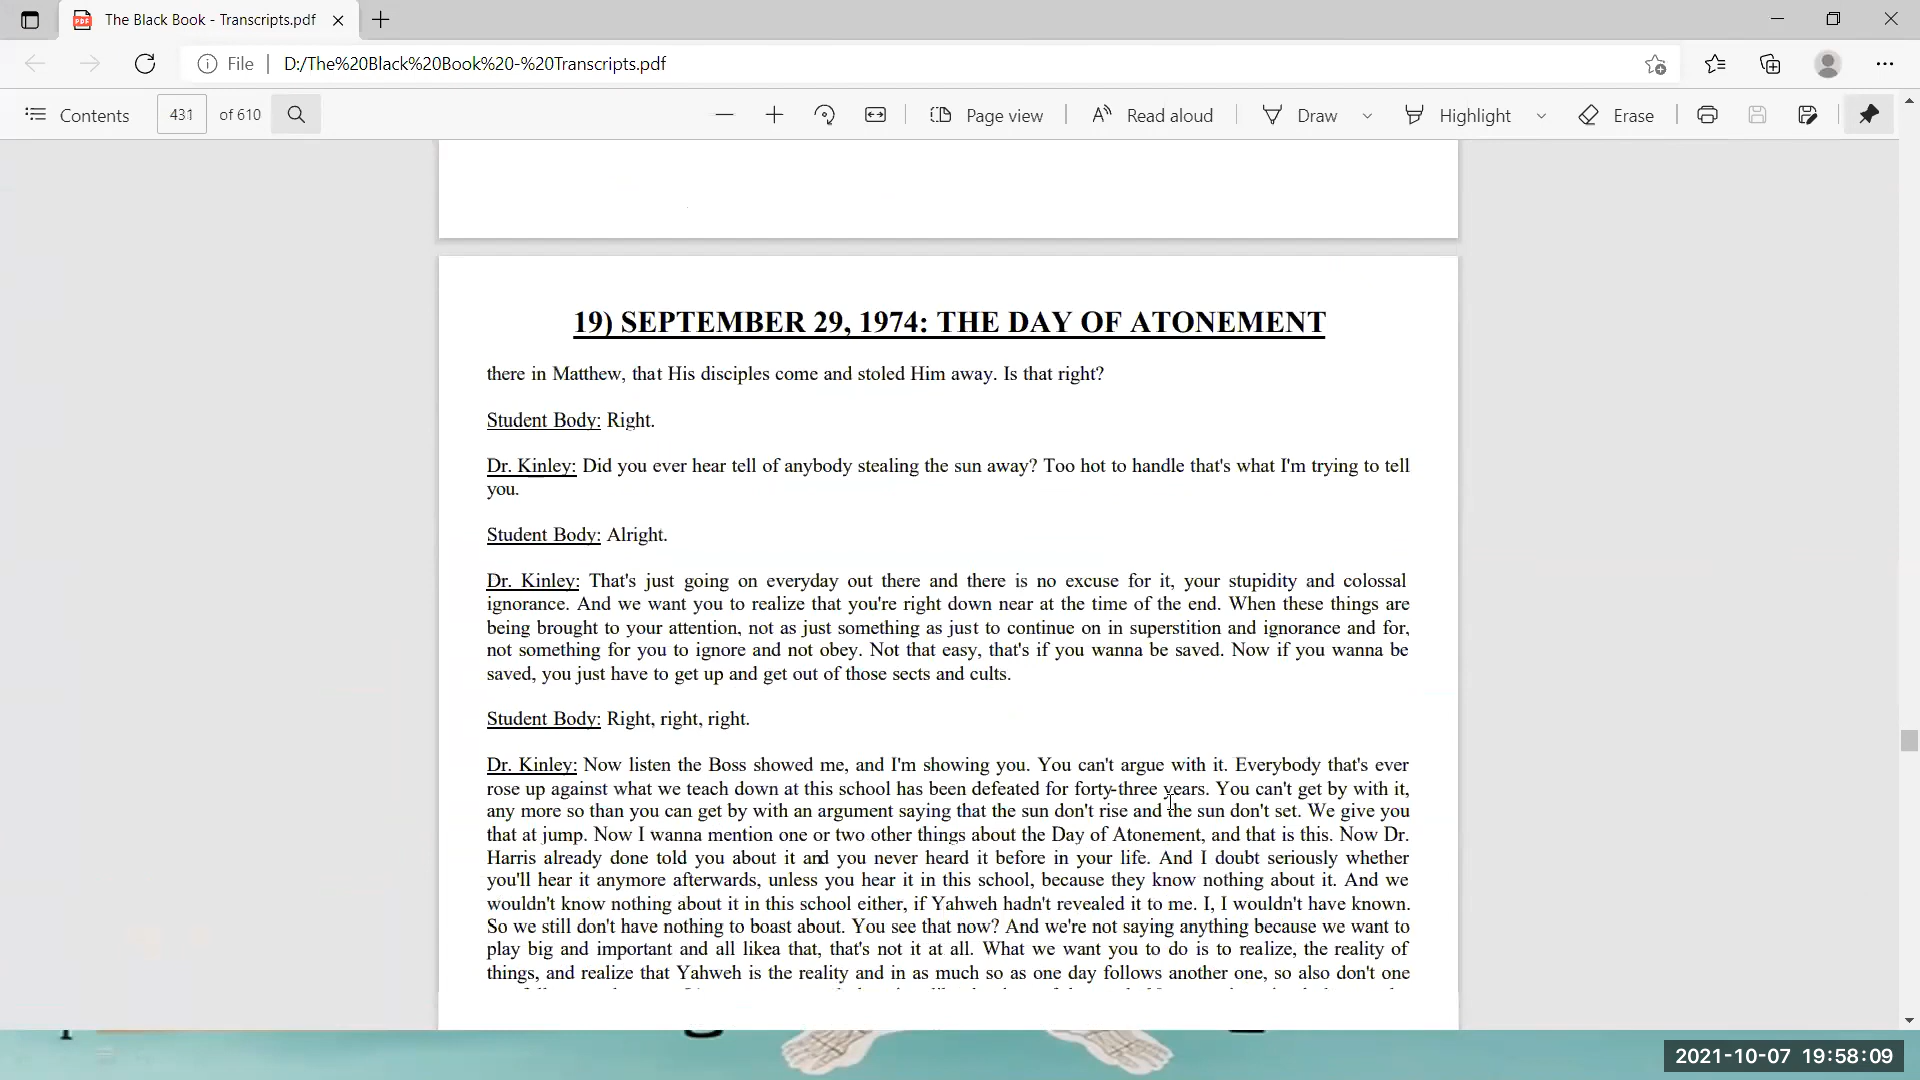 The Black Book - Transcripts.pdf
File
D:/The%20Black%20Book%20-%20Transcripts.pdf
Contents
431 of 610
Page view
Read aloud
Draw
Highlight
Erase
19) SEPTEMBER 29, 1974: THE DAY OF ATONEMENT
there in Matthew, that His disciples come and stoled Him away. Is that right?
Student Body: Right.
Dr. Kinley: Did you ever hear tell of anybody stealing the sun away? Too hot to handle that's what I'm trying to tell
you.
Student Body: Alright.
Dr. Kinley: That's just going on everyday out there and there is no excuse for it, your stupidity and colossal
ignorance. And we want you to realize that you're right down near at the time of the end. When these things are
being brought to your attention, not as just something as just to continue on in superstition and ignorance and for,
not something for you to ignore and not obey. Not that easy, that's if you wanna be saved. Now if you wanna be
saved, you just have to get up and get out of those sects and cults.
Student Body: Right, right, right.
Dr. Kinley: Now listen the Boss showed me, and I'm showing you. You can't argue with it. Everybody that's ever
rose up against what we teach down at this school has been defeated for forty-three years. You can't get by with it,
any more so than you can get by with an argument saying that the sun don't rise and the sun don't set. We give you
that at jump. Now I wanna mention one or two other things about the Day of Atonement, and that is this. Now Dr.
Harris already done told you about it and you never heard it before in your life. And I doubt seriously whether
you'll hear it anymore afterwards, unless you hear it in this school, because they know nothing about it. And we
wouldn't know nothing about it in this school either, if Yahweh hadn't revealed it to me. I, I wouldn't have known.
So we still don't have nothing to boast about. You see that now? And we're not saying anything because we want to
play big and important and all likea that, that's not it at all. What we want you to do is to realize, the reality of
things, and realize that Yahweh is the reality and in as much so as one day follows another one, so also don't one
2021-10-07 19:58:09